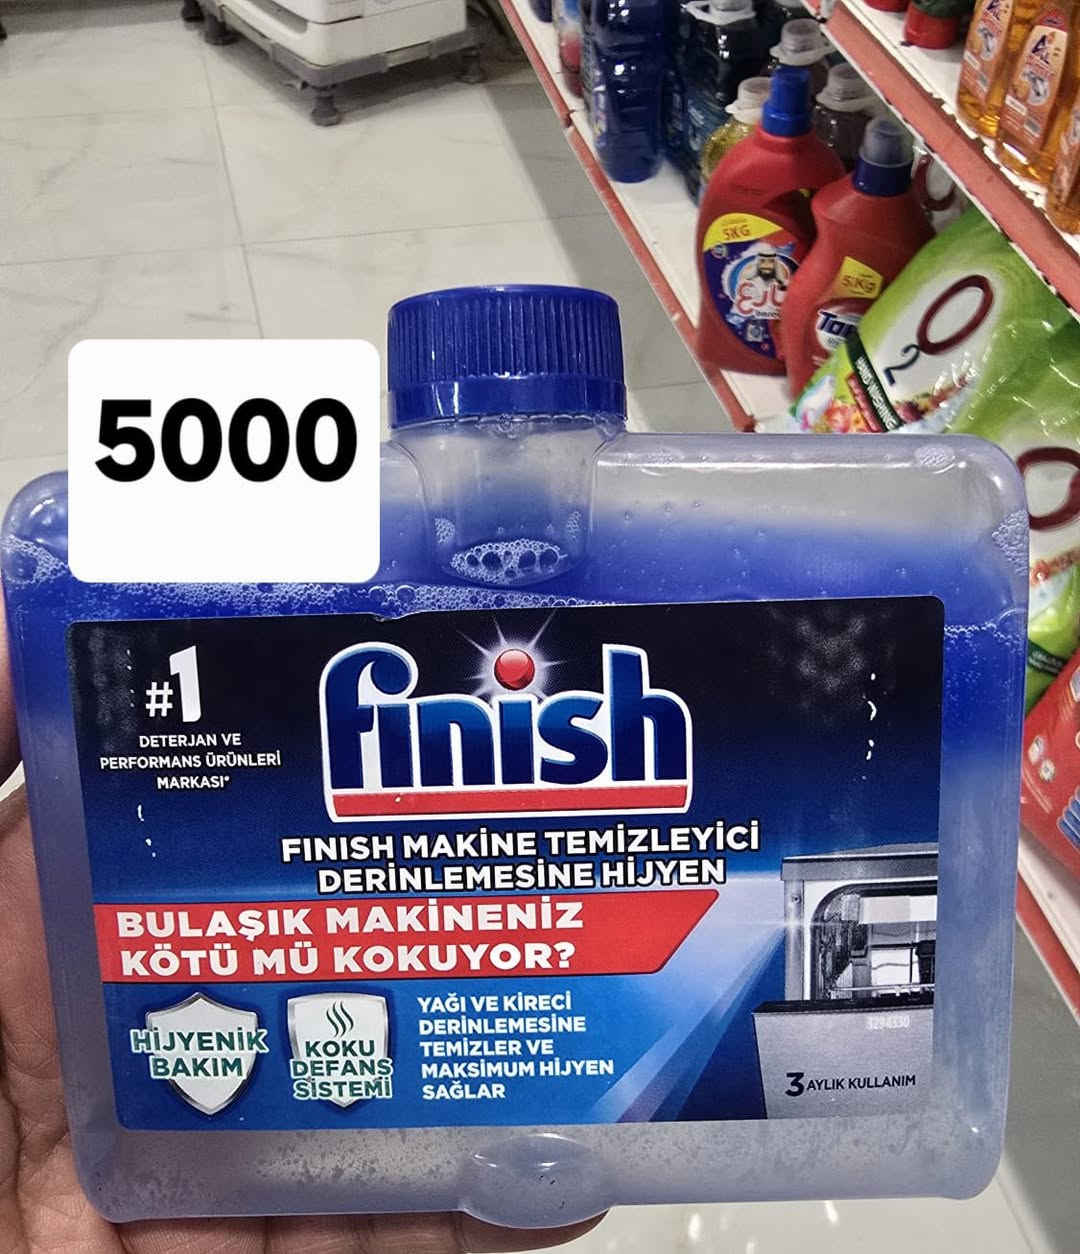 5000
#1
DETERJAN VE
PERFORMANS ÜRÜNLERİ
MARKASI*
finish
FINISH MAKİNE TEMİZLEYİCİ
DERİNLEMESİNE HİJYEN
BULAŞIK MAKİNENİZ
KÖTÜ MÜ KOKUYOR?
HİJYENİK
BAKIM
KOKU
DEFANS
SİSTEMİ
YAĞI VE KİRECİ
DERİNLEMESİNE
TEMİZLER VE
MAKSİMUM HİJYEN
SAĞLAR
3294330
3 AYLIK KULLANIM
5KG
5KG
O2